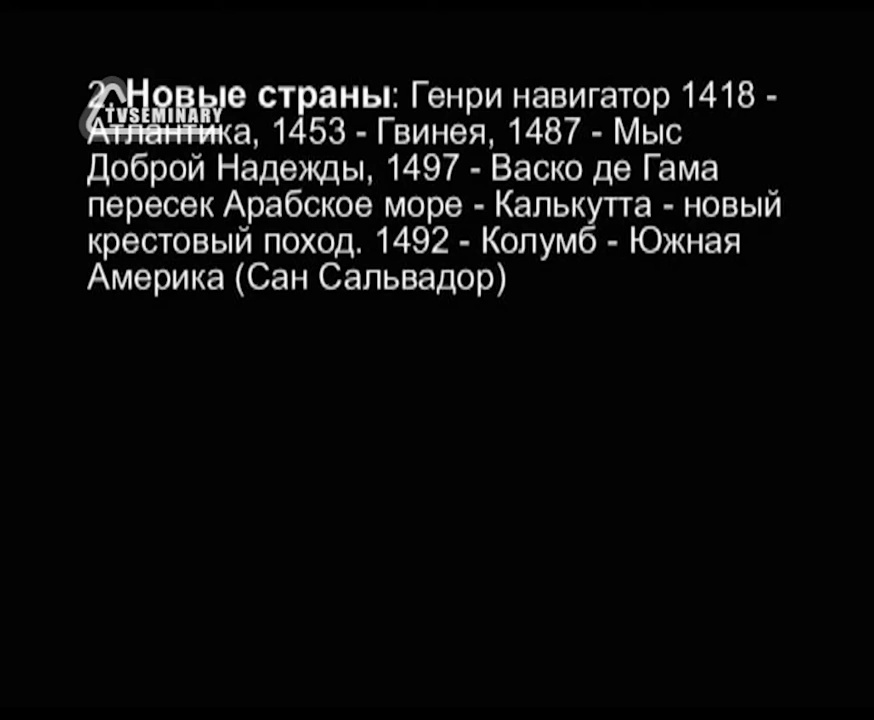 2. Новые страны: Генри навигатор 1418 -
TVSEMINARY
Атлантика, 1453 - Гвинея, 1487 - Мыс
Доброй Надежды, 1497 - Васко де Гама
пересек Арабское море - Калькутта - новый
крестовый поход. 1492 - Колумб - Южная
Америка (Сан Сальвадор)